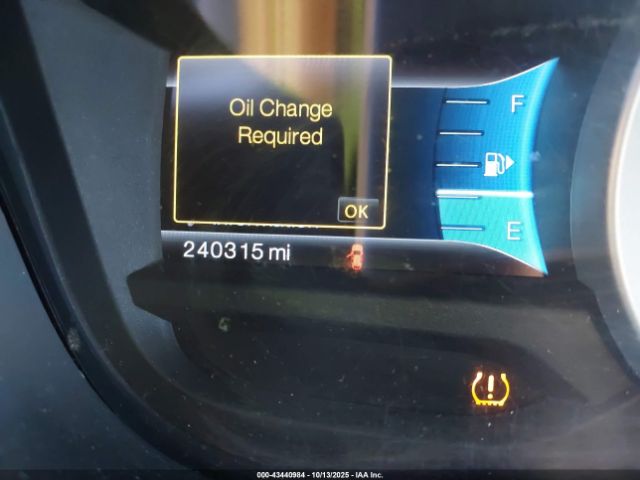 Oil Change
Required
OK
F
E
240315 mi
000-43440984 | 10/13/2025 - IAA Inc.